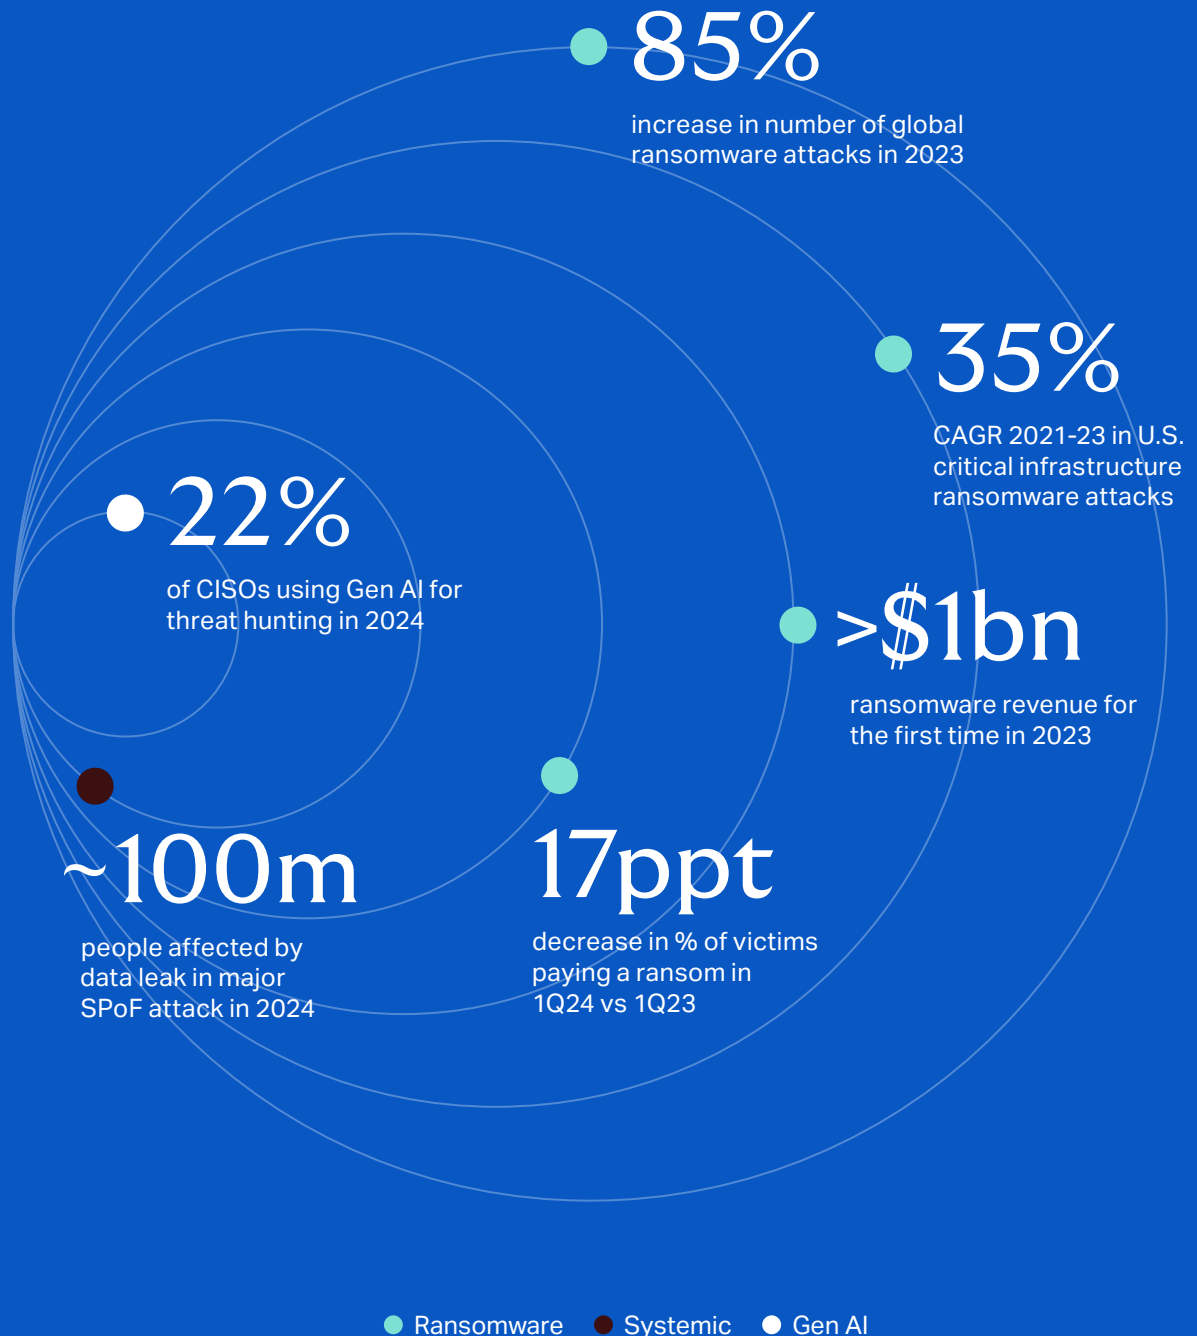 85%
increase in number of global
ransomware attacks in 2023
35%
CAGR 2021-23 in U.S.
critical infrastructure
ransomware attacks
22%
of CISOs using Gen AI for
threat hunting in 2024
>$1bn
ransomware revenue for
the first time in 2023
~100m
people affected by
data leak in major
SPoF attack in 2024
17ppt
decrease in % of victims
paying a ransom in
1Q24 vs 1Q23
Ransomware
Systemic
Gen AI